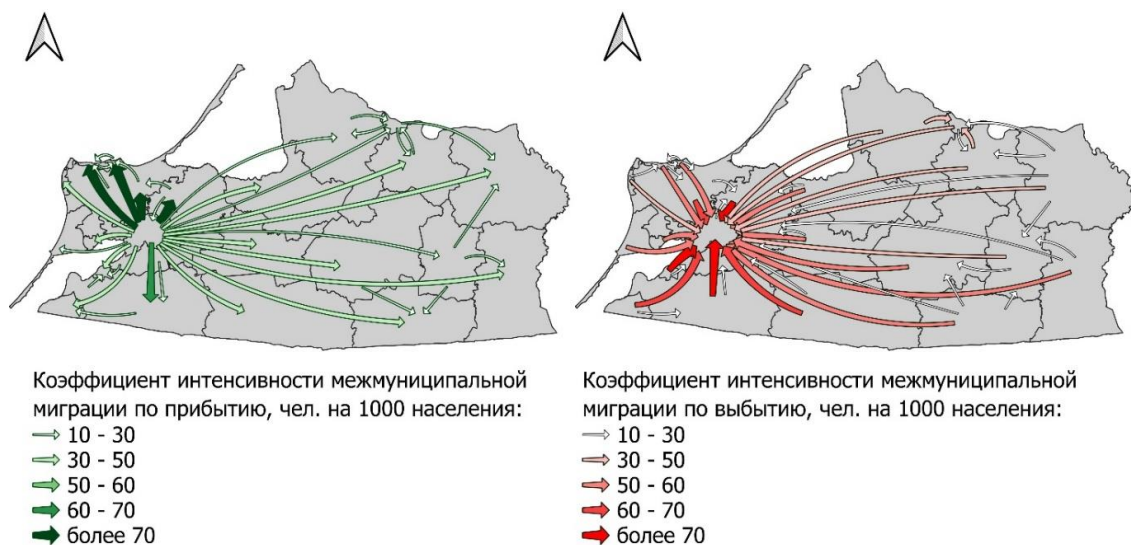 Коэффициент интенсивности межмуниципальной
миграции по прибытию, чел. на 1000 населения:
10 - 30
30 - 50
50 - 60
60 - 70
более 70
Коэффициент интенсивности межмуниципальной
миграции по выбытию, чел. на 1000 населения:
10 - 30
30 - 50
50 - 60
60 - 70
более 70